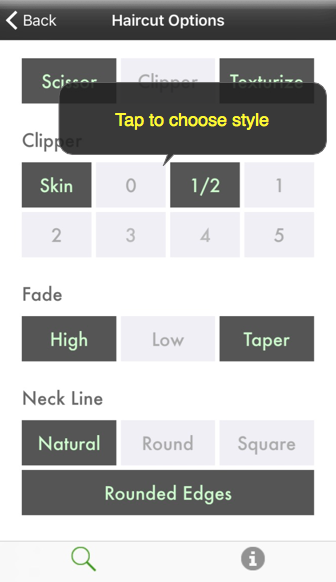 Back Haircut Options
Scissor Clipper Texturize
Tap to choose style
Clipper
Skin 0 1/2 1
2 3 4 5
Fade
High Low Taper
Neck Line
Natural Round Square
Rounded Edges